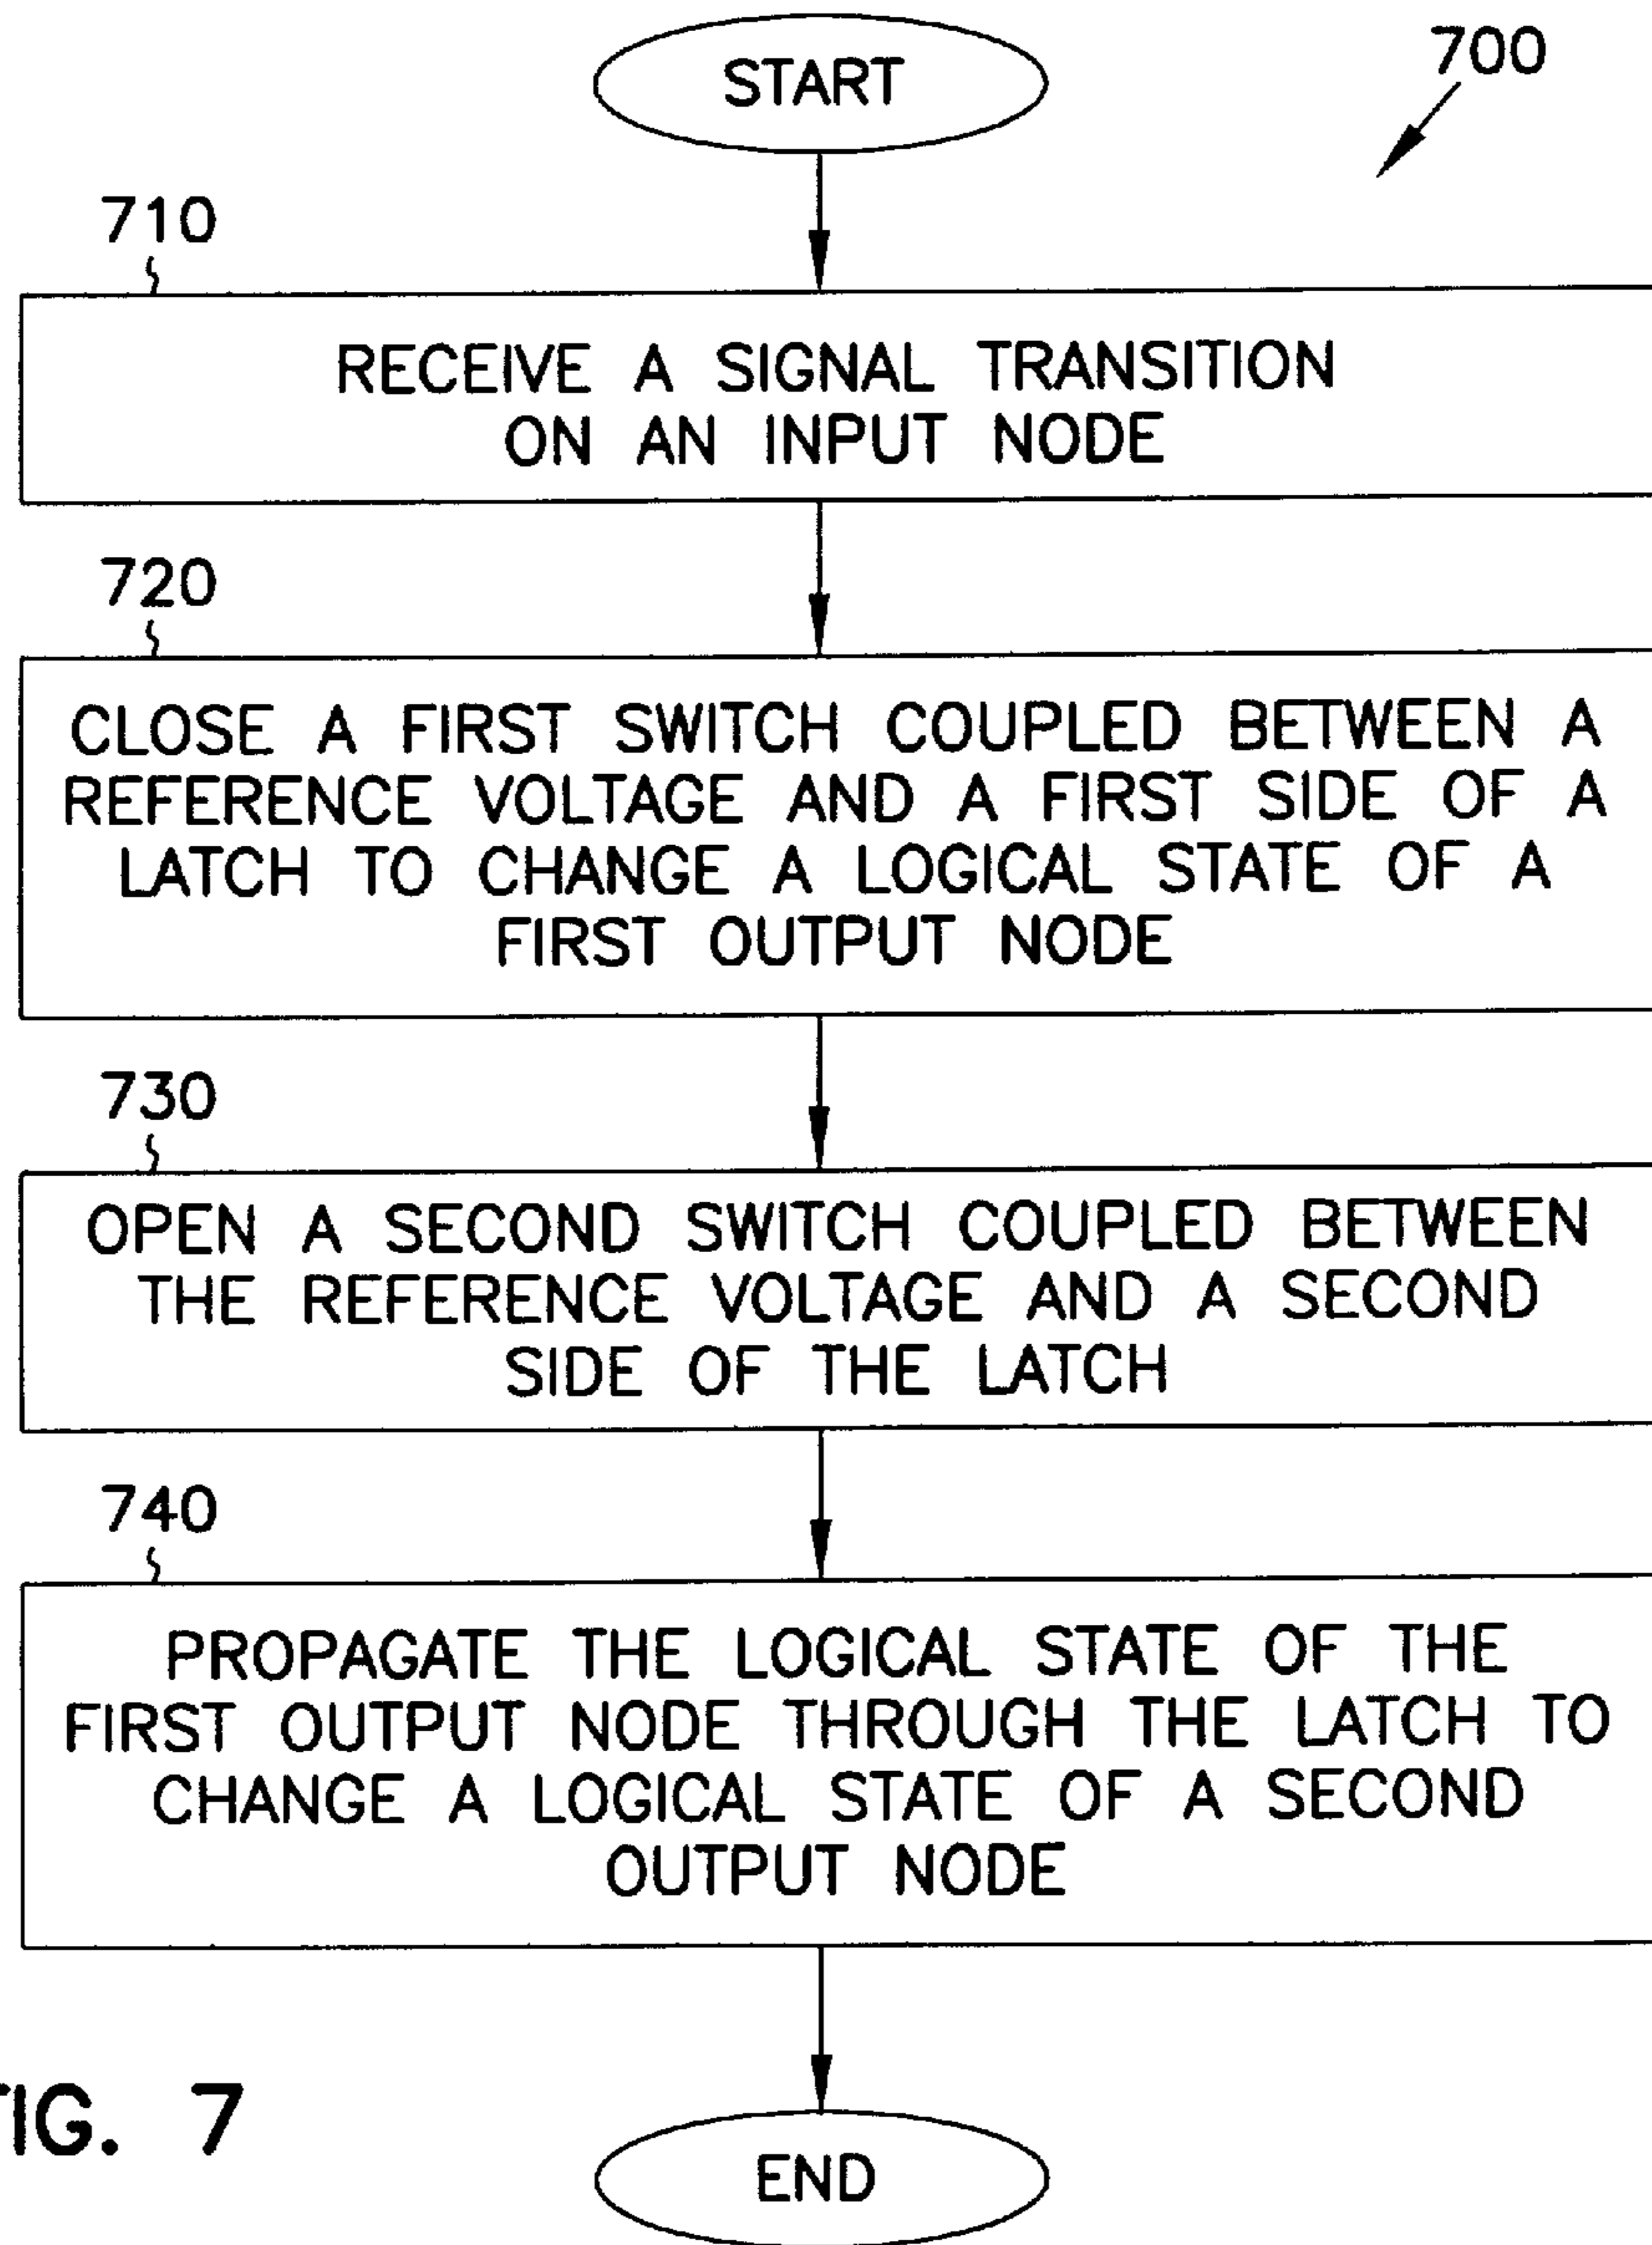 START
700
710
RECEIVE A SIGNAL TRANSITION
ON AN INPUT NODE
720
CLOSE A FIRST SWITCH COUPLED BETWEEN A
REFERENCE VOLTAGE AND A FIRST SIDE OF A
LATCH TO CHANGE A LOGICAL STATE OF A
FIRST OUTPUT NODE
730
OPEN A SECOND SWITCH COUPLED BETWEEN
THE REFERENCE VOLTAGE AND A SECOND
SIDE OF THE LATCH
740
PROPAGATE THE LOGICAL STATE OF THE
FIRST OUTPUT NODE THROUGH THE LATCH TO
CHANGE A LOGICAL STATE OF A SECOND
OUTPUT NODE
FIG. 7
END